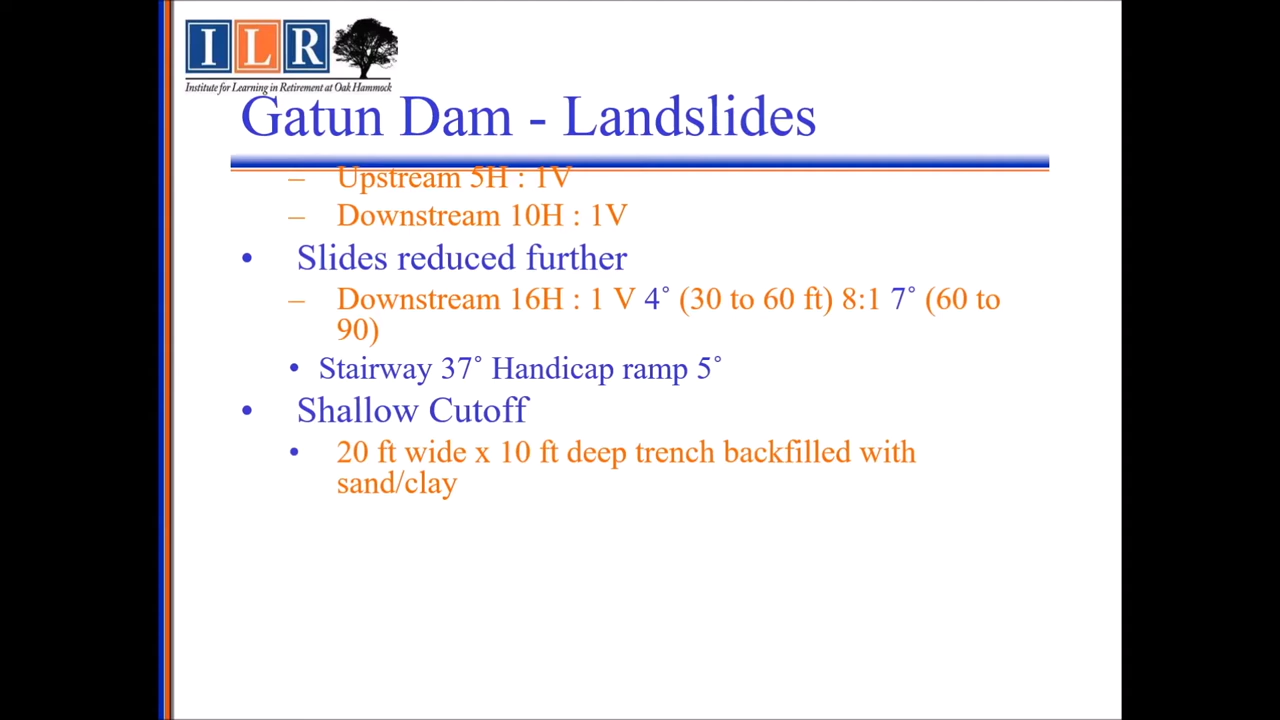 I L R
Institute for Learning in Retirement at Oak Hammock
Gatun Dam - Landslides
– Upstream 5H : 1V
– Downstream 10H : 1V
• Slides reduced further
– Downstream 16H : 1 V 4˚ (30 to 60 ft) 8:1 7˚ (60 to
90)
• Stairway 37˚ Handicap ramp 5˚
• Shallow Cutoff
• 20 ft wide x 10 ft deep trench backfilled with
sand/clay